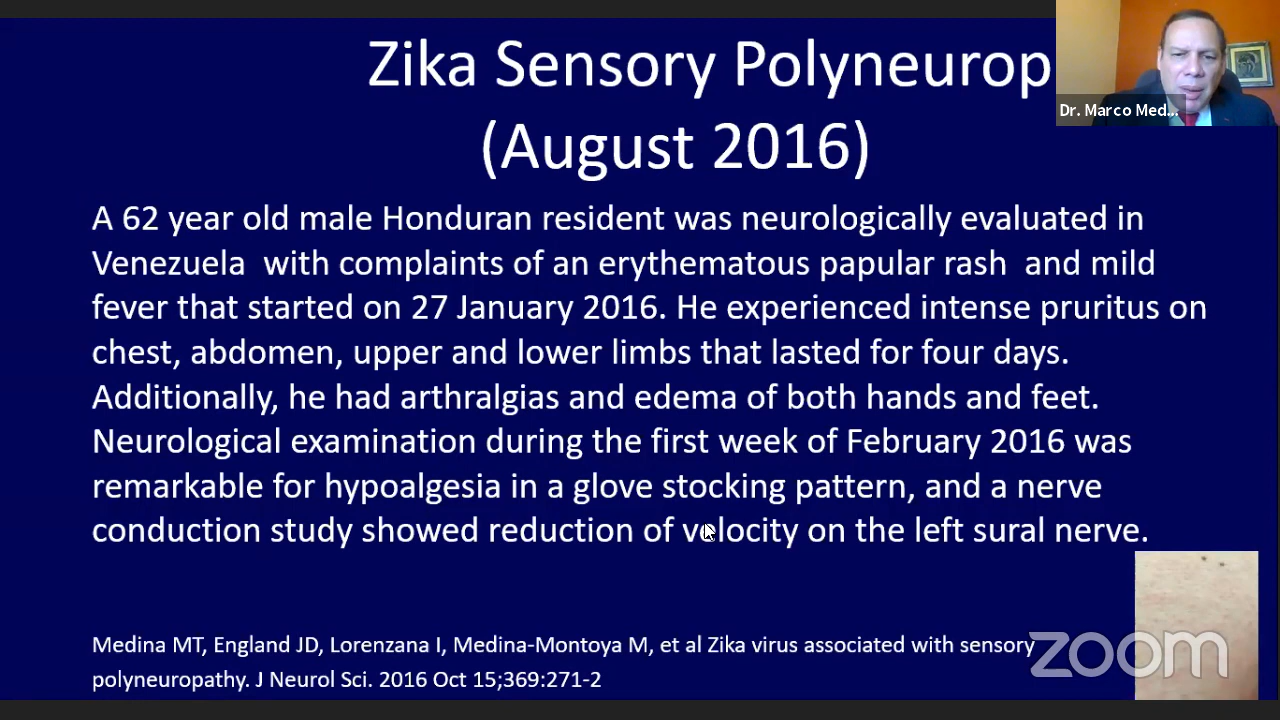 Zika Sensory Polyneurop
(August 2016)
Dr. Marco Med...
A 62 year old male Honduran resident was neurologically evaluated in
Venezuela with complaints of an erythematous papular rash and mild
fever that started on 27 January 2016. He experienced intense pruritus on
chest, abdomen, upper and lower limbs that lasted for four days.
Additionally, he had arthralgias and edema of both hands and feet.
Neurological examination during the first week of February 2016 was
remarkable for hypoalgesia in a glove stocking pattern, and a nerve
conduction study showed reduction of velocity on the left sural nerve.
Medina MT, England JD, Lorenzana I, Medina-Montoya M, et al Zika virus associated with sensory
polyneuropathy. J Neurol Sci. 2016 Oct 15;369:271-2
zoom